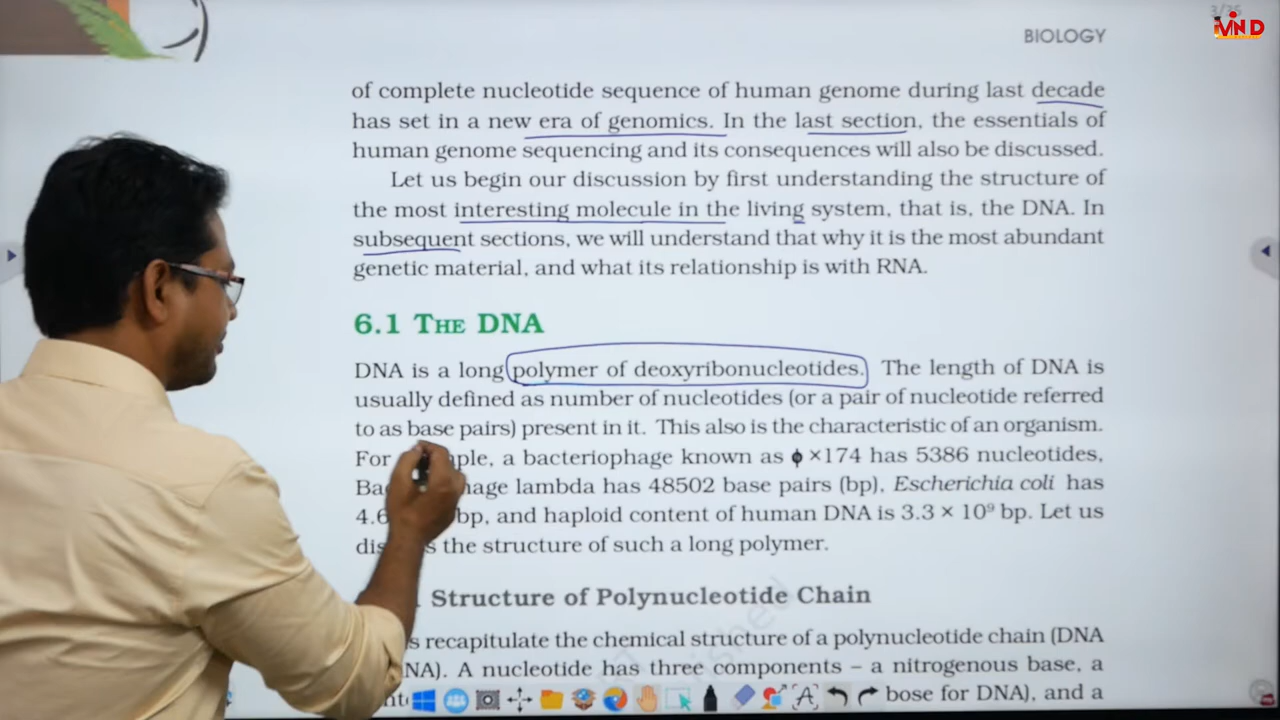 3/35
MIND
BIOLOGY
of complete nucleotide sequence of human genome during last decade
has set in a new era of genomics. In the last section, the essentials of
human genome sequencing and its consequences will also be discussed.
Let us begin our discussion by first understanding the structure of
the most interesting molecule in the living system, that is, the DNA. In
subsequent sections, we will understand that why it is the most abundant
genetic material, and what its relationship is with RNA.
6.1 THE DNA
DNA is a long polymer of deoxyribonucleotides. The length of DNA is
usually defined as number of nucleotides (or a pair of nucleotide referred
to as base pairs) present in it. This also is the characteristic of an organism.
For ple, a bacteriophage known as ϕ ×174 has 5386 nucleotides,
Ba hage lambda has 48502 base pairs (bp), Escherichia coli has
4.6 bp, and haploid content of human DNA is 3.3 × 10⁹ bp. Let us
dis s the structure of such a long polymer.
Structure of Polynucleotide Chain
s recapitulate the chemical structure of a polynucleotide chain (DNA
NA). A nucleotide has three components – a nitrogenous base, a
bose for DNA), and a